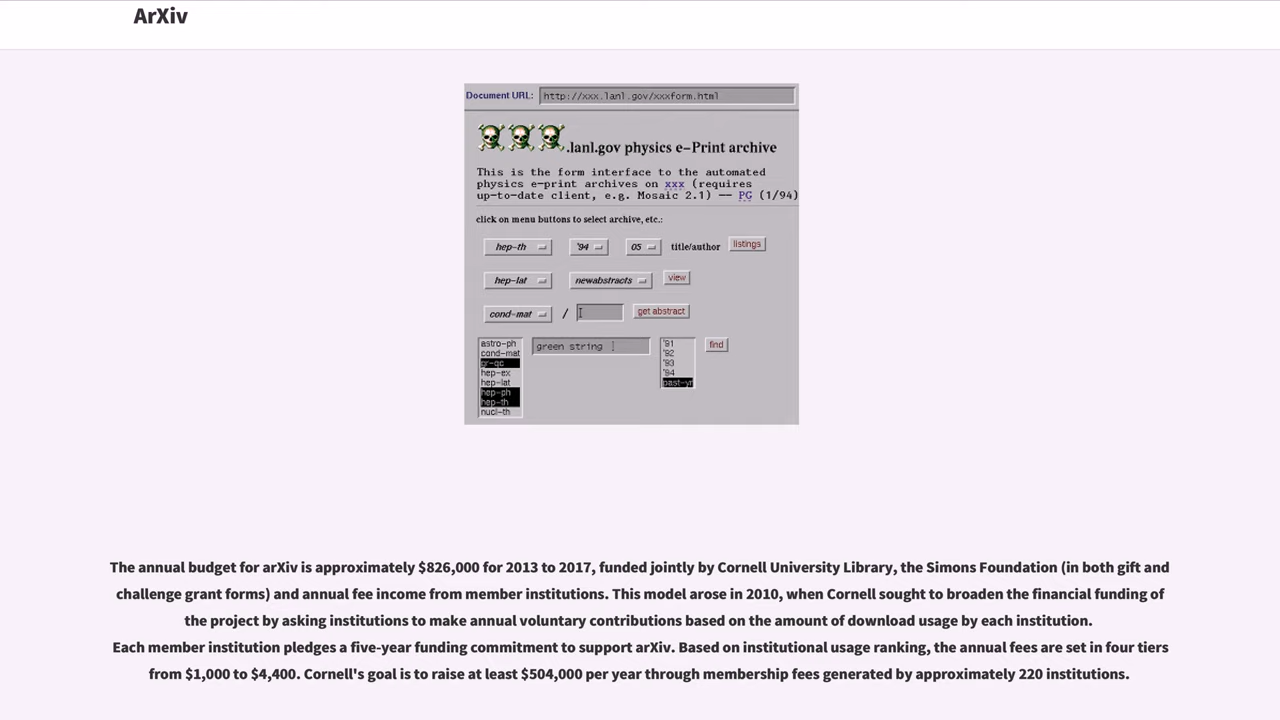 ArXiv
Document URL: http://xxx.lanl.gov/xxxform.html
.lanl.gov physics e-Print archive
This is the form interface to the automated
physics e-print archives on xxx (requires
up-to-date client, e.g. Mosaic 2.1) -- PG (1/94)
click on menu buttons to select archive, etc.:
hep-th '94 05 title/author listings
hep-lat newabstracts view
cond-mat / get abstract
astro-ph
cond-mat
gr-qc
hep-ex
hep-lat
hep-ph
hep-th
nucl-th
green string
'91
'92
'93
'94
past-yr
find
The annual budget for arXiv is approximately $826,000 for 2013 to 2017, funded jointly by Cornell University Library, the Simons Foundation (in both gift and
challenge grant forms) and annual fee income from member institutions. This model arose in 2010, when Cornell sought to broaden the financial funding of
the project by asking institutions to make annual voluntary contributions based on the amount of download usage by each institution.
Each member institution pledges a five-year funding commitment to support arXiv. Based on institutional usage ranking, the annual fees are set in four tiers
from $1,000 to $4,400. Cornell's goal is to raise at least $504,000 per year through membership fees generated by approximately 220 institutions.